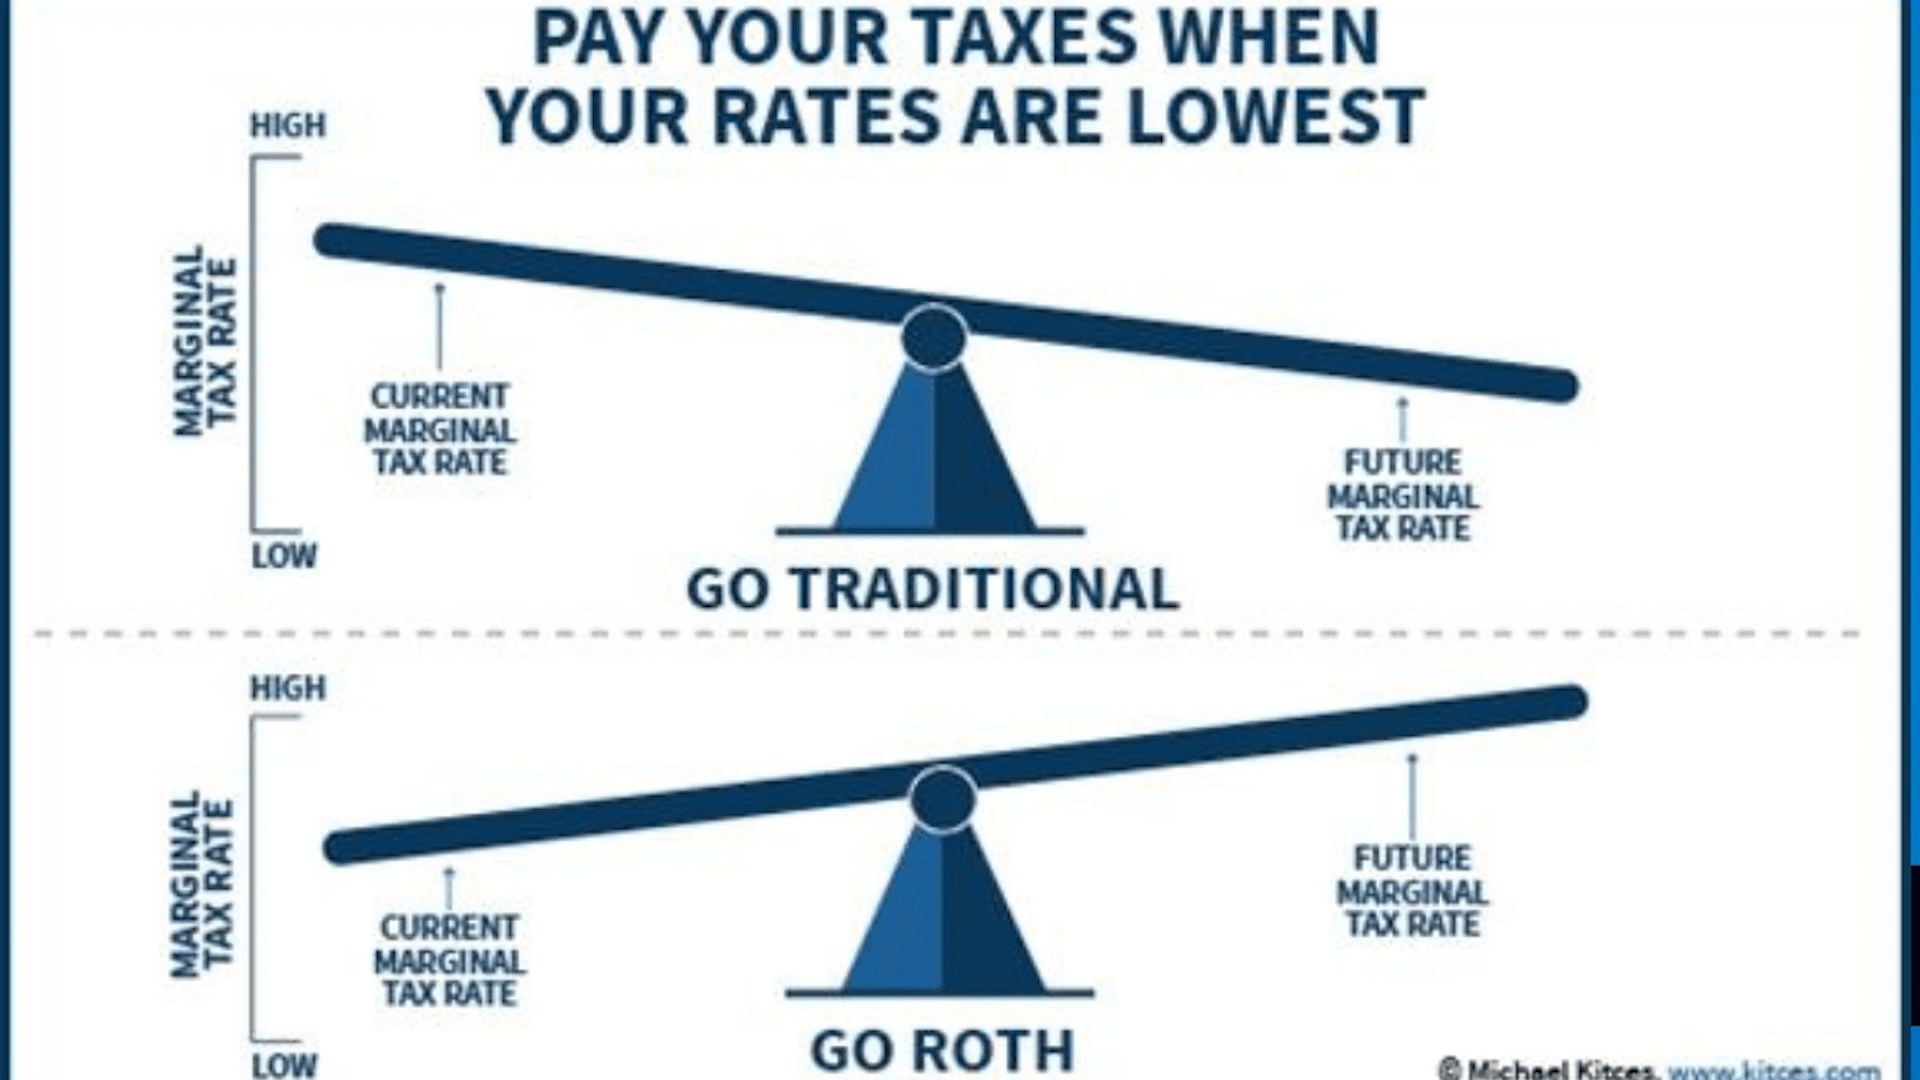 PAY YOUR TAXES WHEN
YOUR RATES ARE LOWEST
HIGH
MARGINAL
TAX RATE
LOW
CURRENT
MARGINAL
TAX RATE
FUTURE
MARGINAL
TAX RATE
GO TRADITIONAL
HIGH
MARGINAL
TAX RATE
LOW
CURRENT
MARGINAL
TAX RATE
FUTURE
MARGINAL
TAX RATE
GO ROTH
© Michael Kitces, www.kitces.com